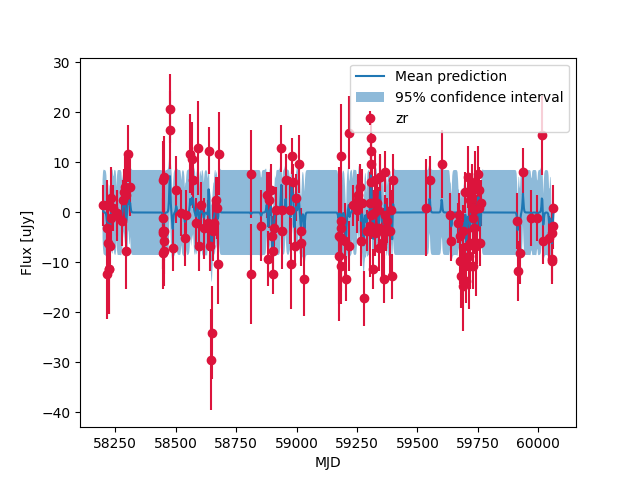 Mean prediction
95% confidence interval
zr
30
20
10
0
−10
−20
−30
−40
Flux [uJy]
58250 58500 58750 59000 59250 59500 59750 60000
MJD